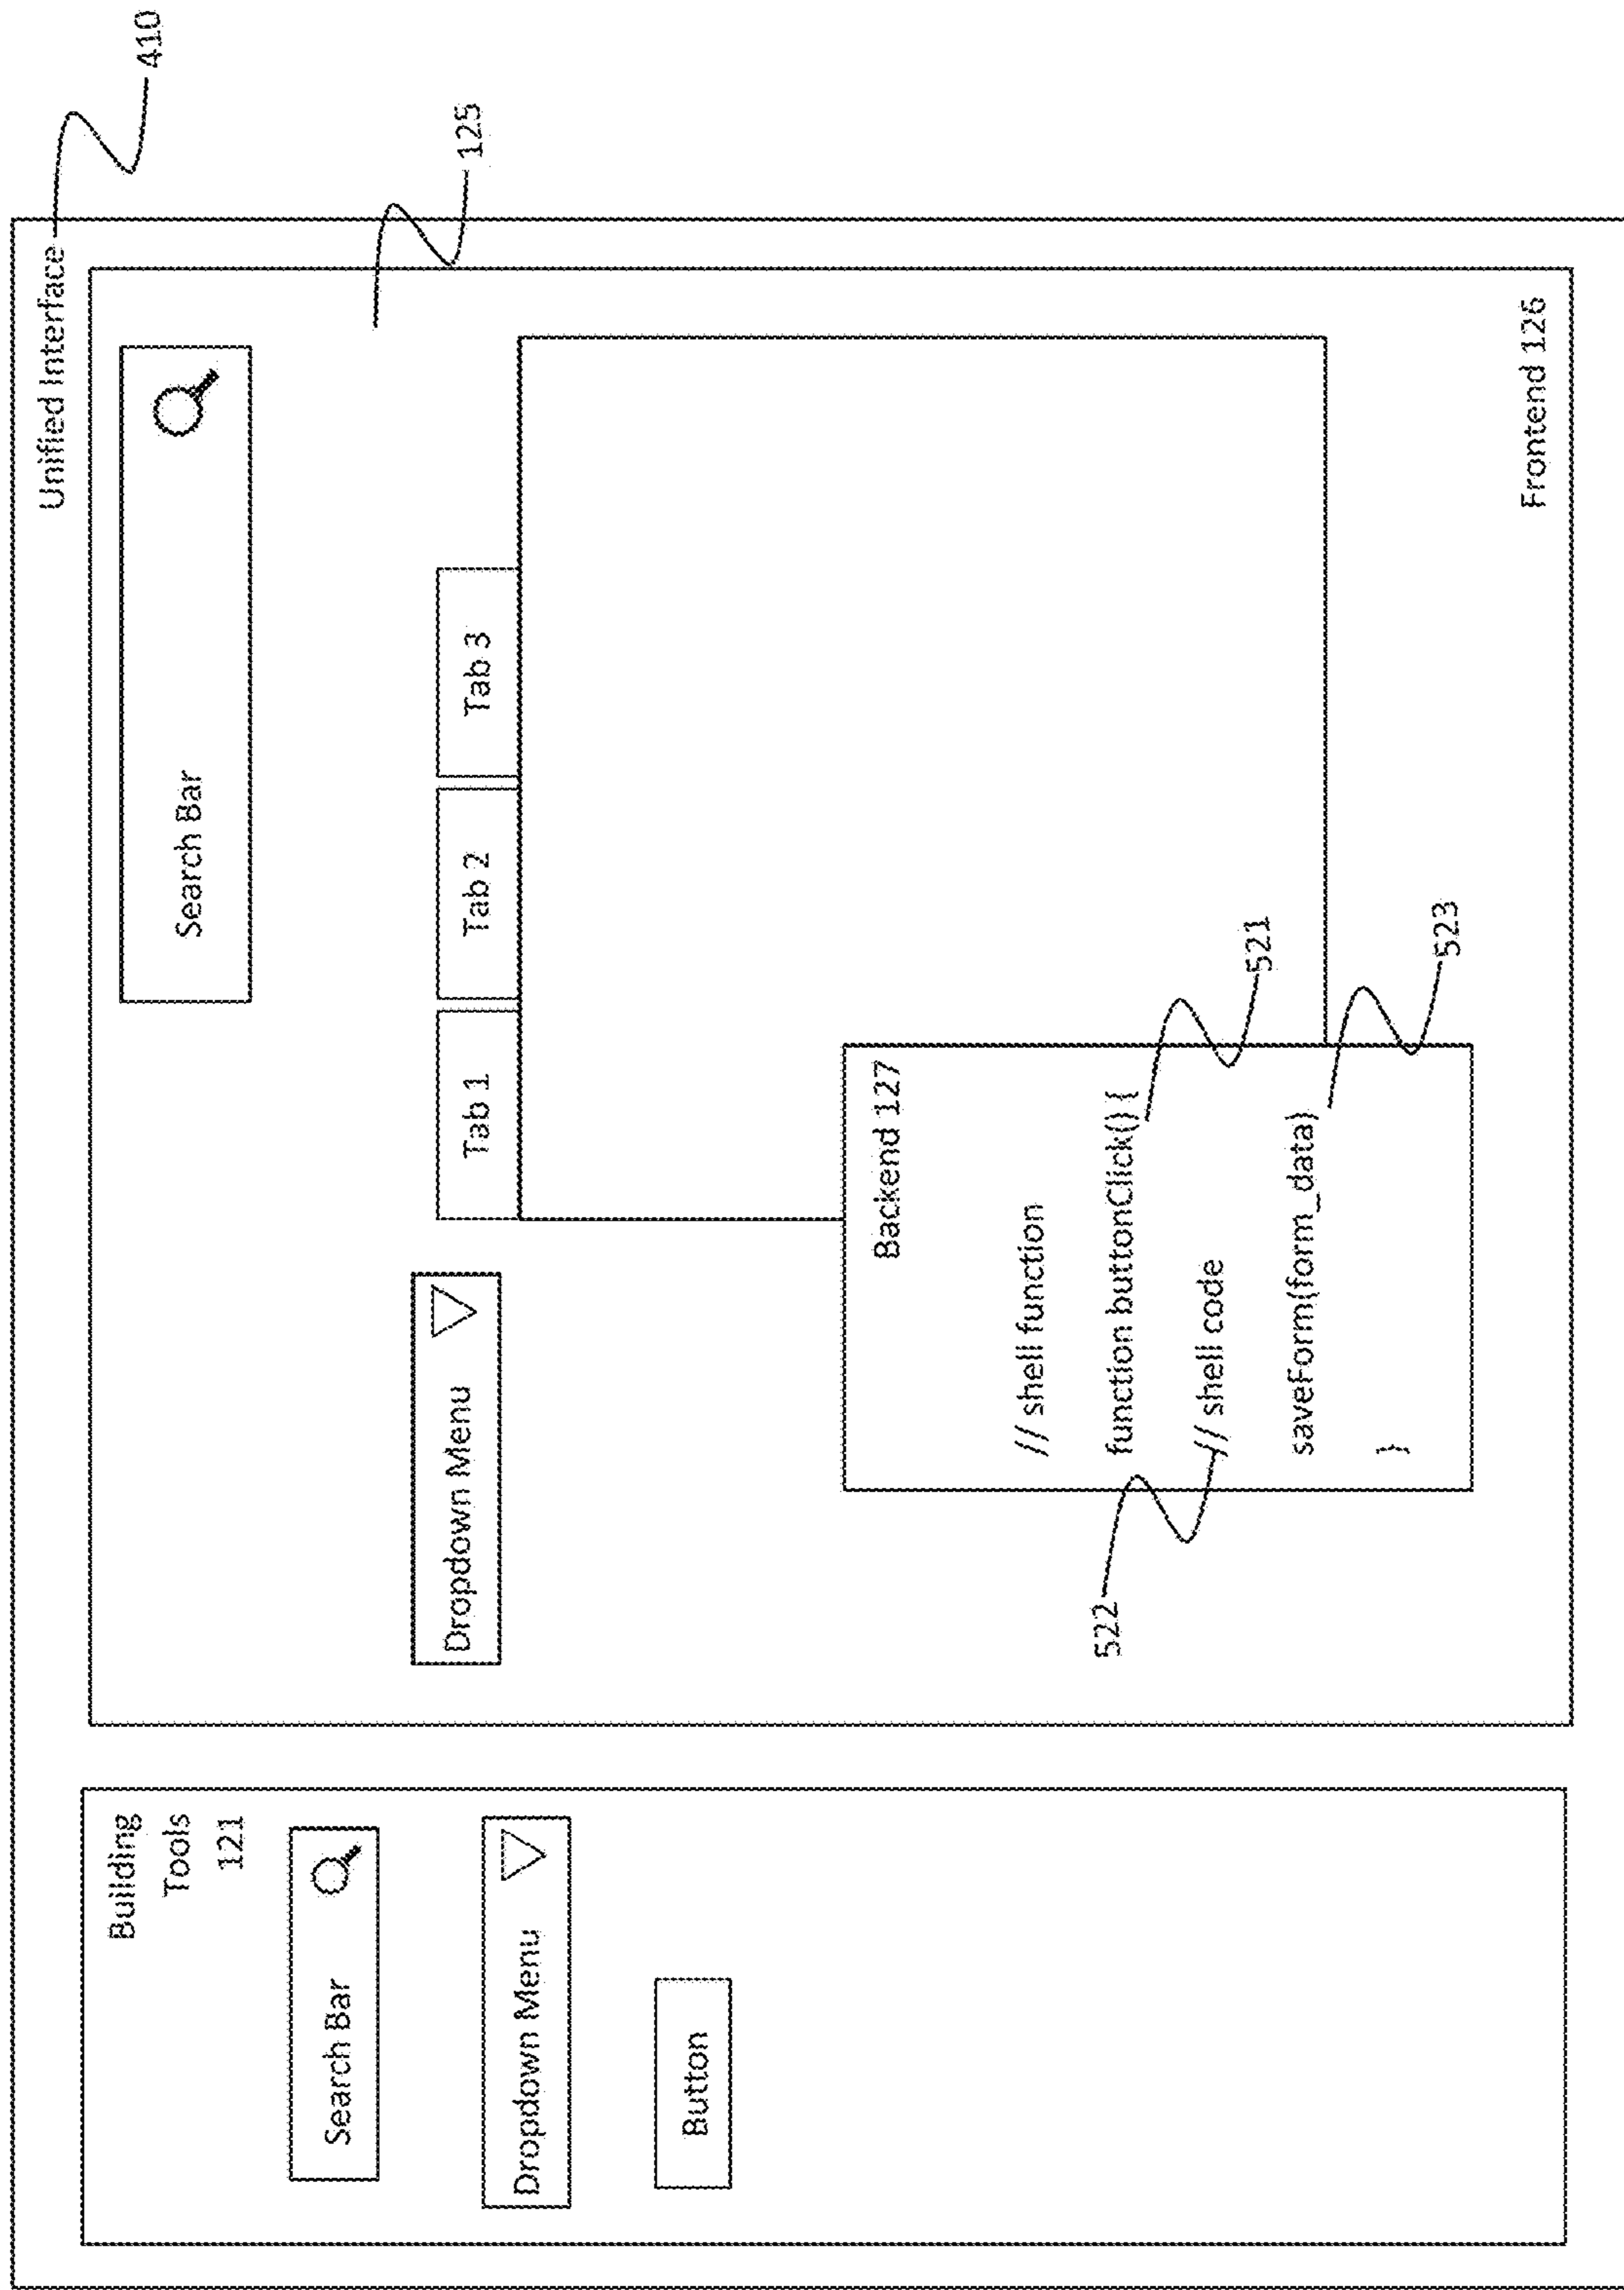 Unified Interface
410
Building
Tools
121
Search Bar
Dropdown Menu
Button
125
Search Bar
Dropdown Menu
Tab 1
Tab 2
Tab 3
Backend 127
// shell function
function buttonClick() {
521
522
// shell code
saveForm(form_data)
523
}
Frontend 126